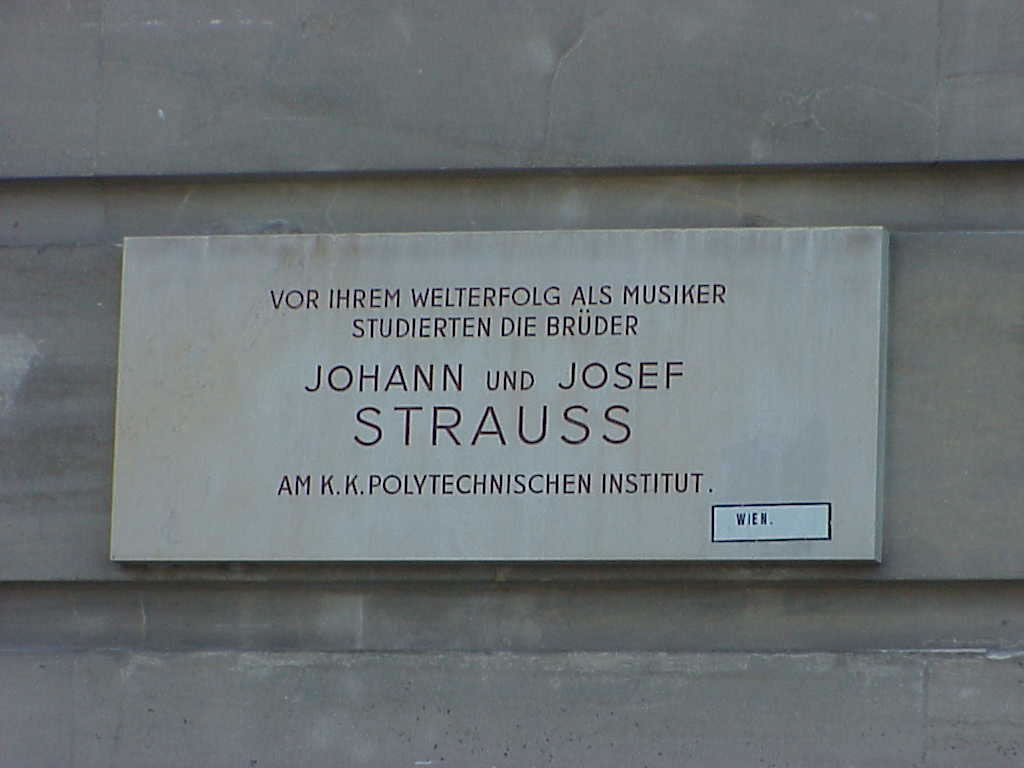 VOR IHREM WELTERFOLG ALS MUSIKER
STUDIERTEN DIE BRÜDER
JOHANN UND JOSEF
STRAUSS
AM K.K. POLYTECHNISCHEN INSTITUT.
WIEN.